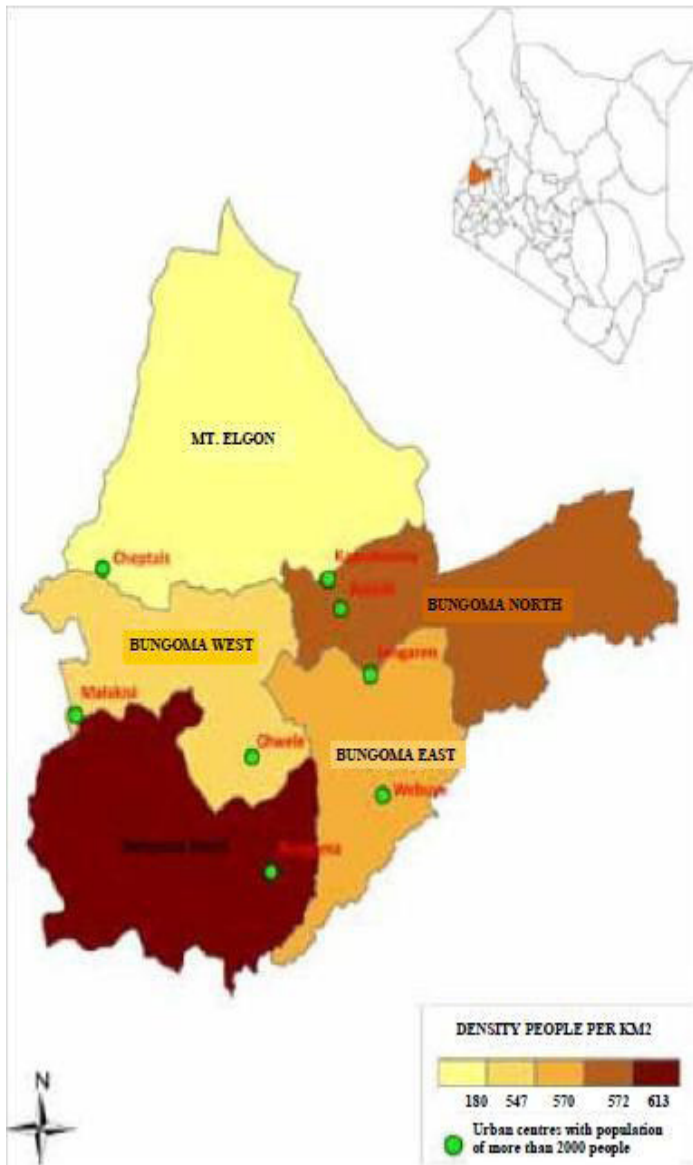 MT. ELGON
Cheptais
BUNGOMA NORTH
BUNGOMA WEST
Malakisi
Chwele
BUNGOMA EAST
Webuye
DENSITY PEOPLE PER KM2
180 547 570 572 613
N
Urban centres with population
of more than 2000 people